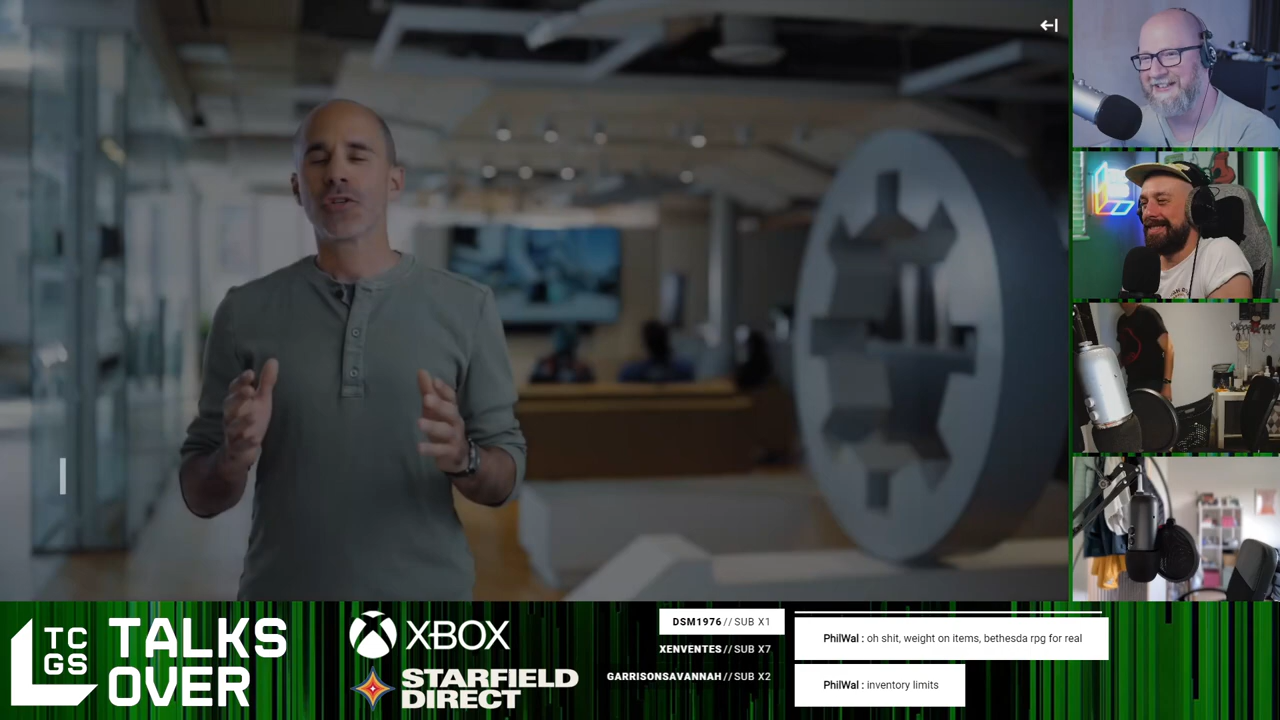 TC
GS
TALKS
OVER
XBOX
STARFIELD
DIRECT
DSM1976 // SUB X1
XENVENTES // SUB X7
GARRISONSAVANNAH // SUB X2
PhilWal : oh shit, weight on items, bethesda rpg for real
PhilWal : inventory limits